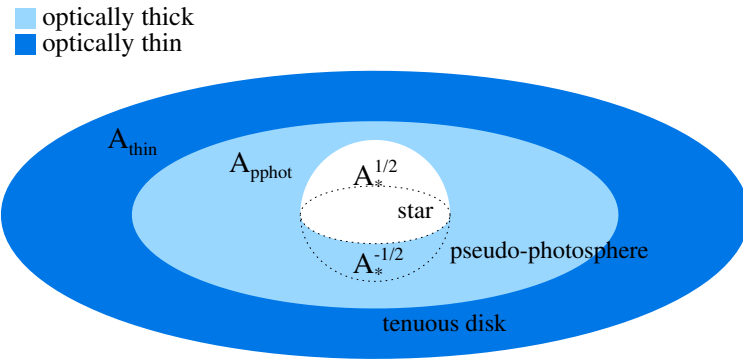 optically thick
optically thin
A_thin
A_pphot
A_*^1/2
star
pseudo-photosphere
A_*^-1/2
tenuous disk